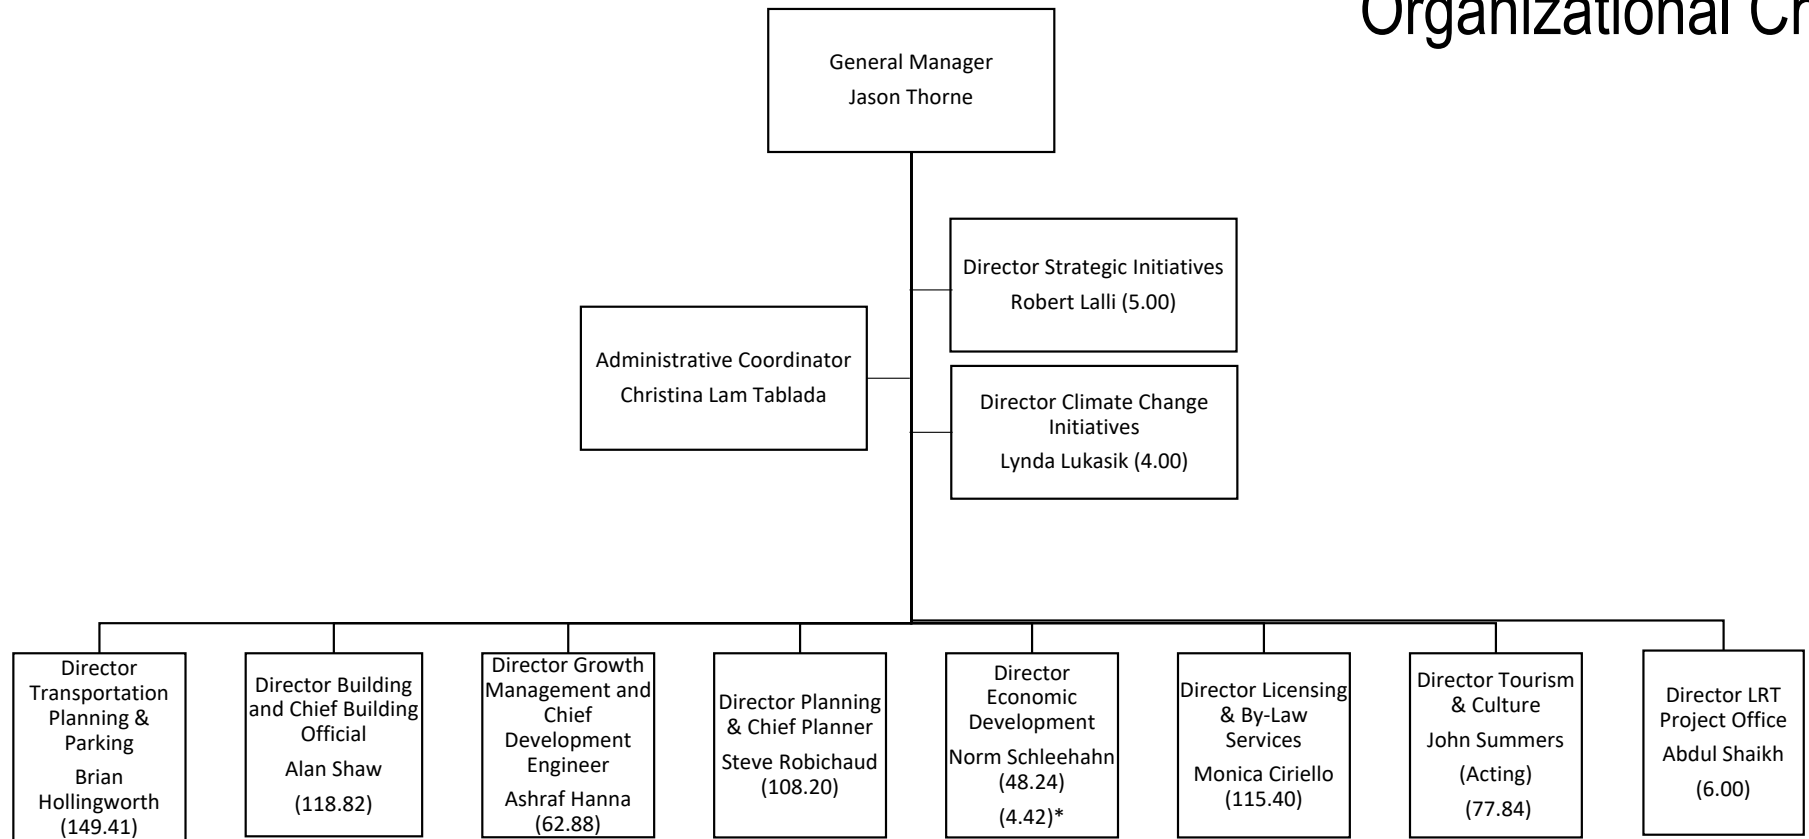 Organizational Ch
General Manager
Jason Thorne
Director Strategic Initiatives
Robert Lalli (5.00)
Administrative Coordinator
Christina Lam Tablada
Director Climate Change
Initiatives
Lynda Lukasik (4.00)
Director
Transportation
Planning &
Parking
Brian
Hollingworth
(149.41)
Director Building
and Chief Building
Official
Alan Shaw
(118.82)
Director Growth
Management and
Chief
Development
Engineer
Ashraf Hanna
(62.88)
Director Planning
& Chief Planner
Steve Robichaud
(108.20)
Director
Economic
Development
Norm Schleehahn
(48.24)
(4.42)*
Director Licensing
& By-Law
Services
Monica Ciriello
(115.40)
Director Tourism
& Culture
John Summers
(Acting)
(77.84)
Director LRT
Project Office
Abdul Shaikh
(6.00)